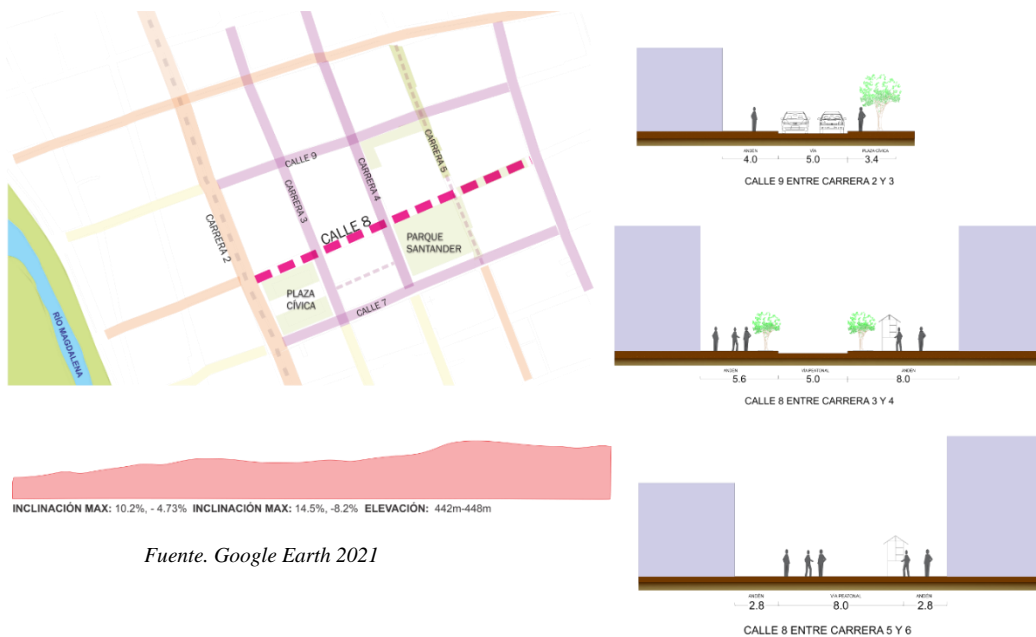 CALLE 9
CARRERA 5
CARRERA 4
CARRERA 3
CALLE 8
CARRERA 2
PARQUE
SANTANDER
PLAZA
CÍVICA
CALLE 7
RÍO MAGDALENA
INCLINACIÓN MAX: 10.2%, - 4.73% INCLINACIÓN MAX: 14.5%, -8.2% ELEVACIÓN: 442m-448m
Fuente. Google Earth 2021
ANDÉN VÍA PLAZA CÍVICA
4.0 5.0 3.4
CALLE 9 ENTRE CARRERA 2 Y 3
ANDÉN VÍA PEATONAL ANDÉN
5.6 5.0 8.0
CALLE 8 ENTRE CARRERA 3 Y 4
ANDÉN VÍA PEATONAL ANDÉN
2.8 8.0 2.8
CALLE 8 ENTRE CARRERA 5 Y 6